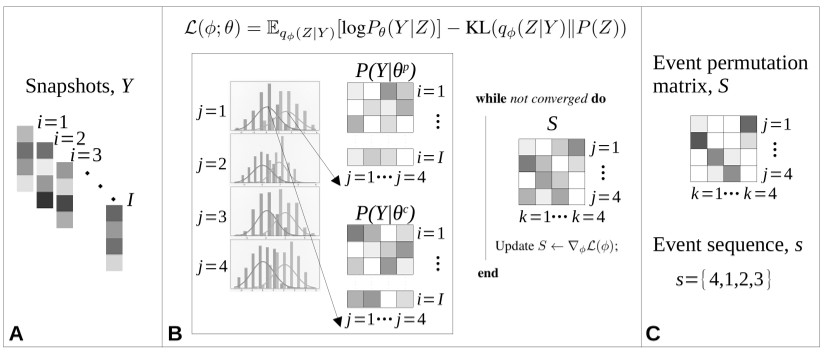 Snapshots, Y
i=1
i=2
i=3
I
A
ℒ(ϕ;θ) = 𝔼_{q_ϕ(Z|Y)}[logP_θ(Y|Z)] − KL(q_ϕ(Z|Y)‖P(Z))
j=1
j=2
j=3
j=4
P(Y|θ^p)
i=1
⋮
i=I
j=1⋯j=4
P(Y|θ^c)
i=1
⋮
i=I
j=1⋯j=4
while not converged do
S
j=1
⋮
j=4
k=1⋯ k=4
Update S ← ∇_ϕℒ(ϕ);
end
B
Event permutation
matrix, S
j=1
⋮
j=4
k=1⋯ k=4
Event sequence, s
s={4,1,2,3}
C